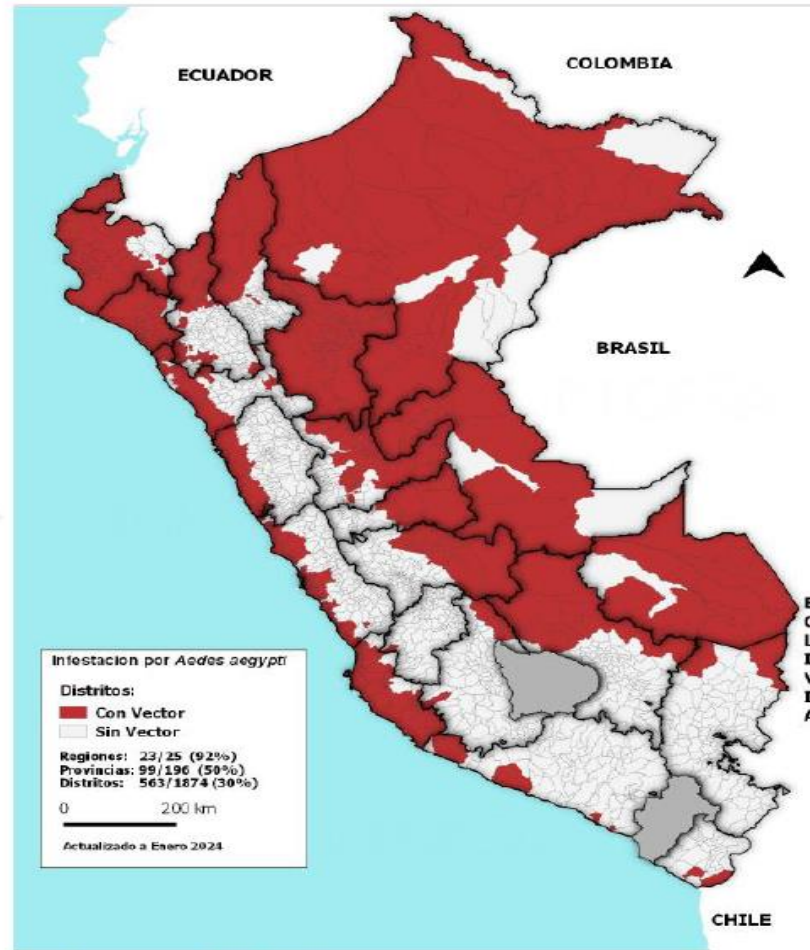 ECUADOR
COLOMBIA
BRASIL
Infestacion por Aedes aegypti
Distritos:
Con Vector
Sin Vector
Regiones: 23/25 (92%)
Provincias: 99/196 (50%)
Distritos: 563/1874 (30%)
0 200 km
Actualizado a Enero 2024
CHILE